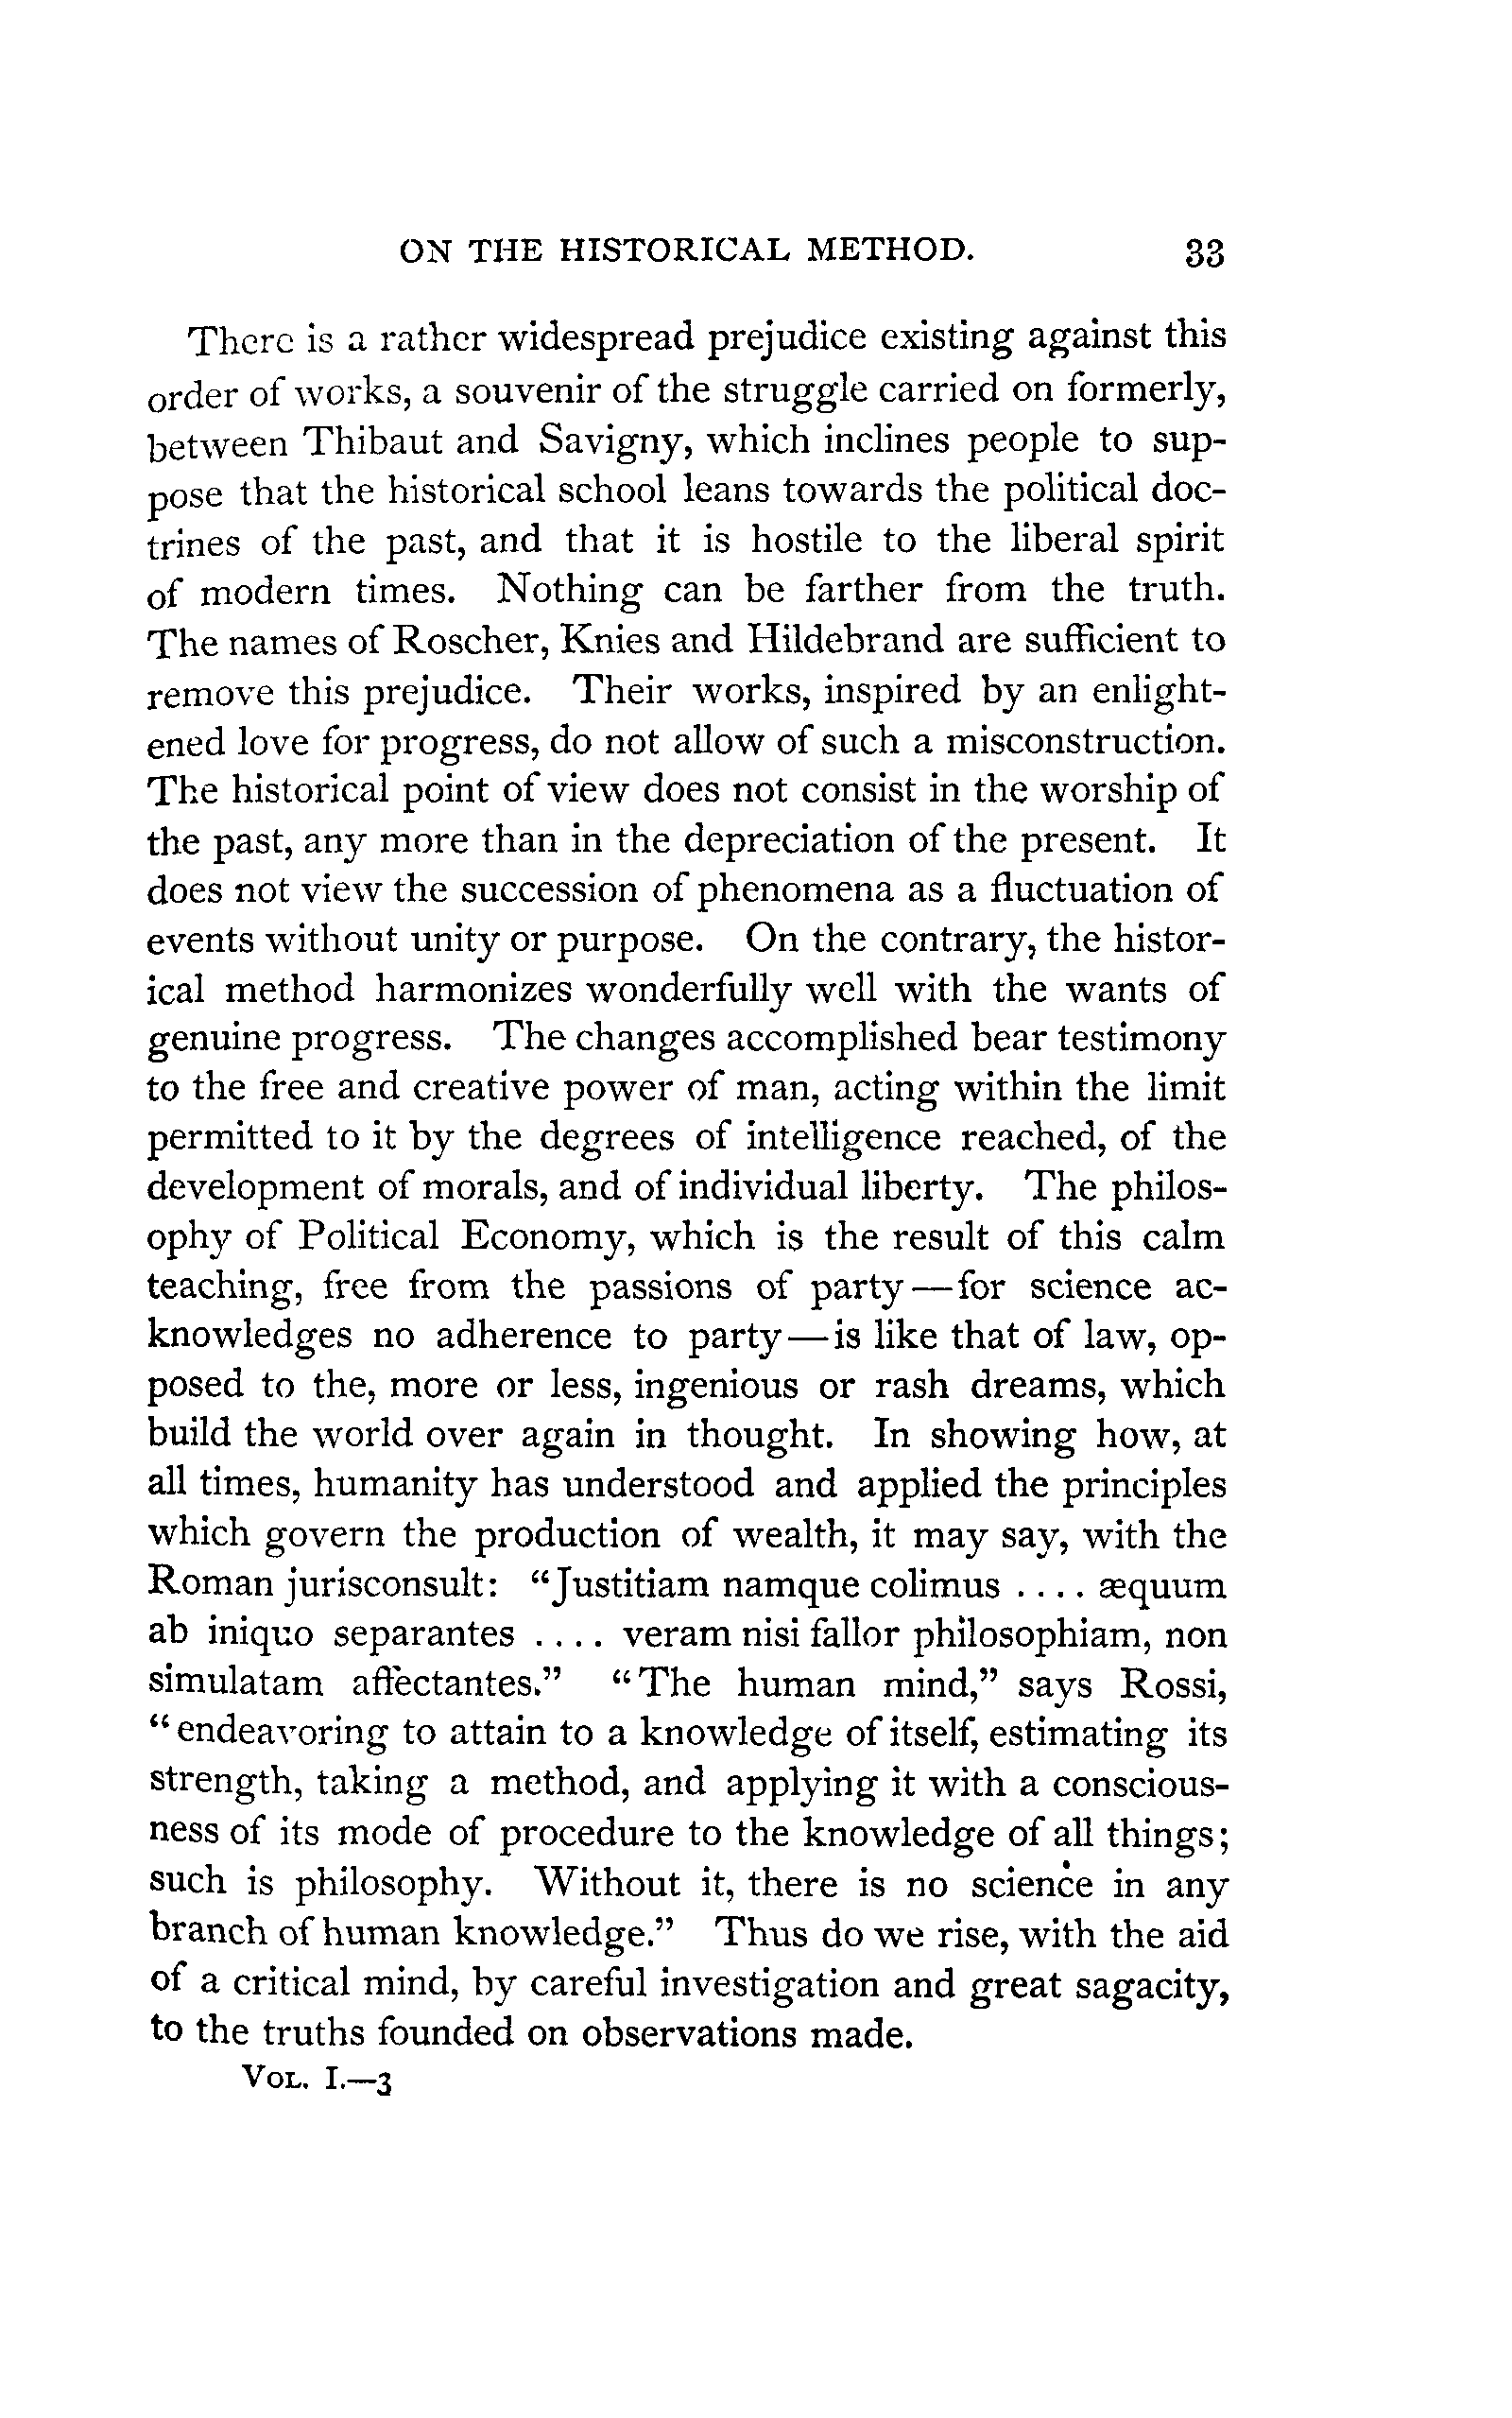 ON THE HISTORICAL METHOD. 33
There is a rather widespread prejudice existing against this
order of works, a souvenir of the struggle carried on formerly,
between Thibaut and Savigny, which inclines people to sup-
pose that the historical school leans towards the political doc-
trines of the past, and that it is hostile to the liberal spirit
of modern times. Nothing can be farther from the truth.
The names of Roscher, Knies and Hildebrand are sufficient to
remove this prejudice. Their works, inspired by an enlight-
ened love for progress, do not allow of such a misconstruction.
The historical point of view does not consist in the worship of
the past, any more than in the depreciation of the present. It
does not view the succession of phenomena as a fluctuation of
events without unity or purpose. On the contrary, the histor-
ical method harmonizes wonderfully well with the wants of
genuine progress. The changes accomplished bear testimony
to the free and creative power of man, acting within the limit
permitted to it by the degrees of intelligence reached, of the
development of morals, and of individual liberty. The philos-
ophy of Political Economy, which is the result of this calm
teaching, free from the passions of party—for science ac-
knowledges no adherence to party—is like that of law, op-
posed to the, more or less, ingenious or rash dreams, which
build the world over again in thought. In showing how, at
all times, humanity has understood and applied the principles
which govern the production of wealth, it may say, with the
Roman jurisconsult: “Justitiam namque colimus .... æquum
ab iniquo separantes .... veram nisi fallor philosophiam, non
simulatam affectantes.” “The human mind,” says Rossi,
“endeavoring to attain to a knowledge of itself, estimating its
strength, taking a method, and applying it with a conscious-
ness of its mode of procedure to the knowledge of all things;
such is philosophy. Without it, there is no science in any
branch of human knowledge.” Thus do we rise, with the aid
of a critical mind, by careful investigation and great sagacity,
to the truths founded on observations made.
VOL. I.—3